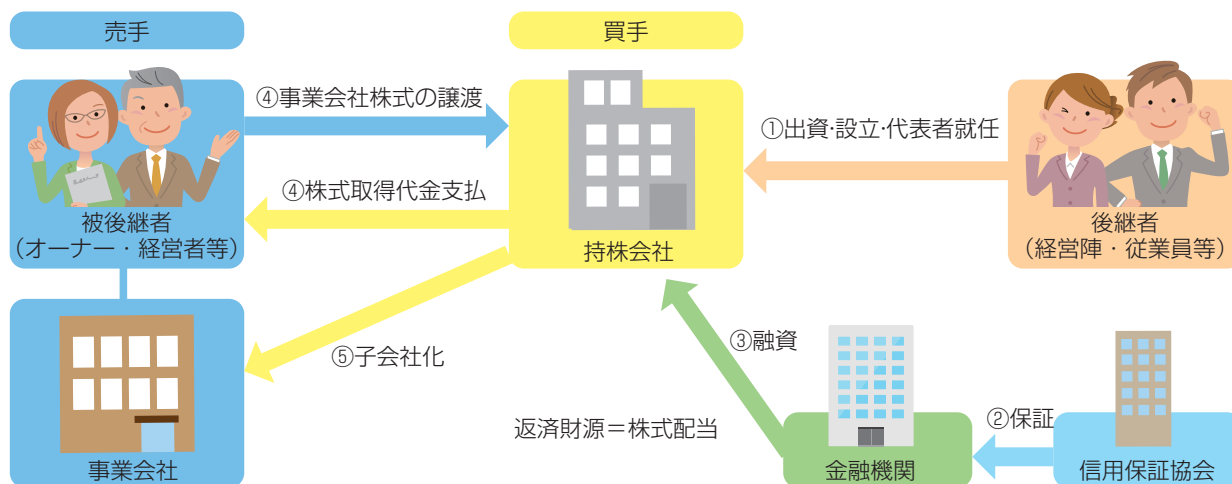 売手
買手
④事業会社株式の譲渡
①出資・設立・代表者就任
④株式取得代金支払
被後継者
（オーナー・経営者等）
持株会社
後継者
（経営陣・従業員等）
⑤子会社化
③融資
返済財源＝株式配当
②保証
事業会社
金融機関
信用保証協会